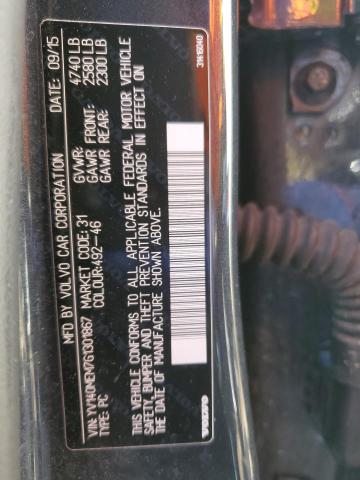 MFD BY VOLVO CAR CORPORATION DATE: 09/15
GVWR: 4740 LB
GAWR FRONT: 2580 LB
GAWR REAR: 2300 LB
VIN: YV140MEM7G1301867 MARKET CODE: 31
TYPE: PC COLOUR:492-46
THIS VEHICLE CONFORMS TO ALL APPLICABLE FEDERAL MOTOR VEHICLE
SAFETY, BUMPER AND THEFT PREVENTION STANDARDS IN EFFECT ON
THE DATE OF MANUFACTURE SHOWN ABOVE.
VOLVO